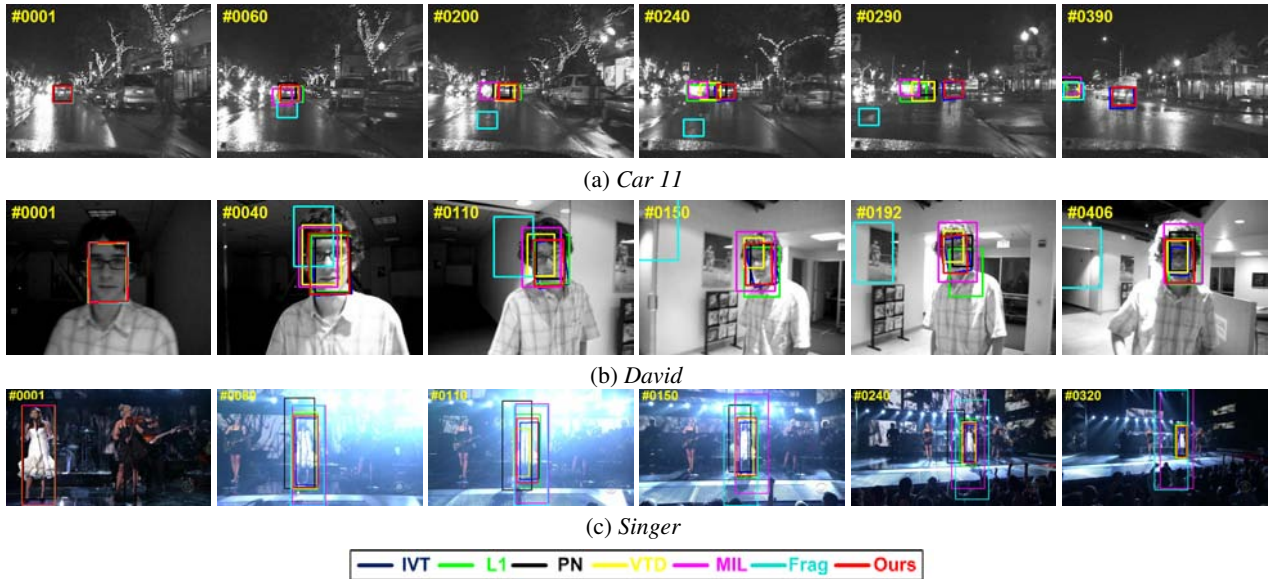 #0001 #0060 #0200 #0240 #0290 #0390
(a) Car 11
#0001 #0040 #0110 #0150 #0192 #0406
(b) David
#0001 #0080 #0110 #0150 #0240 #0320
(c) Singer
IVT L1 PN VTD MIL Frag Ours